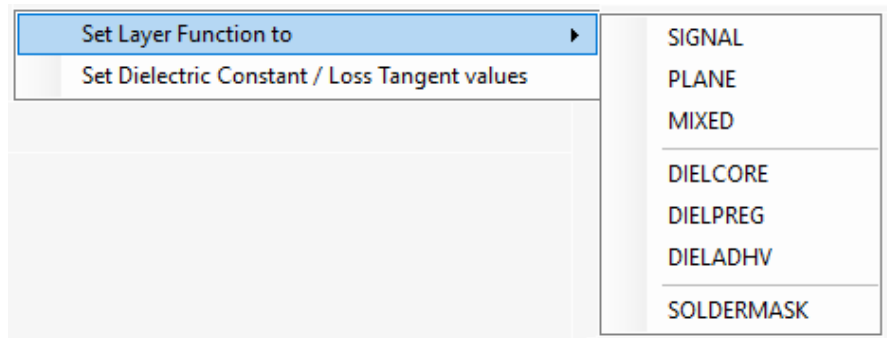 Set Layer Function to
Set Dielectric Constant / Loss Tangent values
SIGNAL
PLANE
MIXED
DIELCORE
DIELPREG
DIELADHV
SOLDERMASK